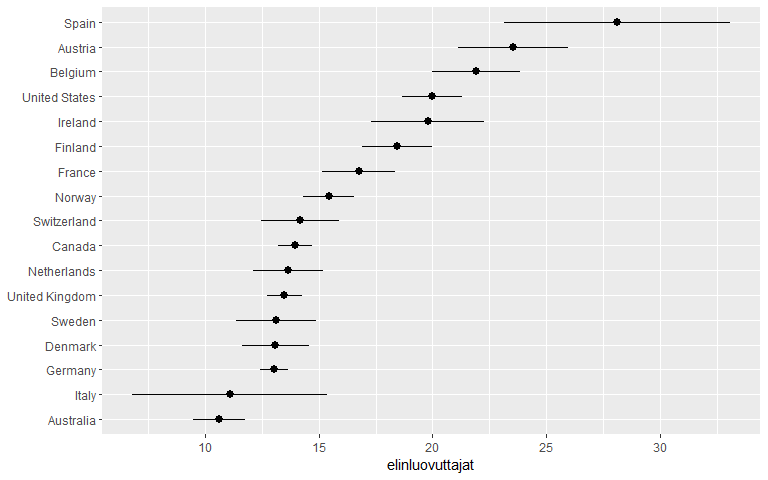 Spain
Austria
Belgium
United States
Ireland
Finland
France
Norway
Switzerland
Canada
Netherlands
United Kingdom
Sweden
Denmark
Germany
Italy
Australia
10 15 20 25 30
elinluovuttajat